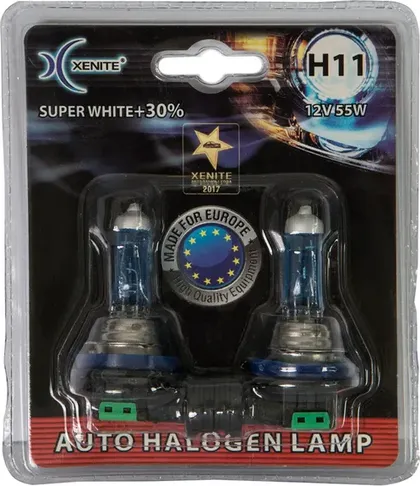 XENITE®
H11
SUPER WHITE+30%
12V 55W
XENITE
2017
MADE FOR EUROPE
High Quality Equipment
AUTO HALOGEN LAMP